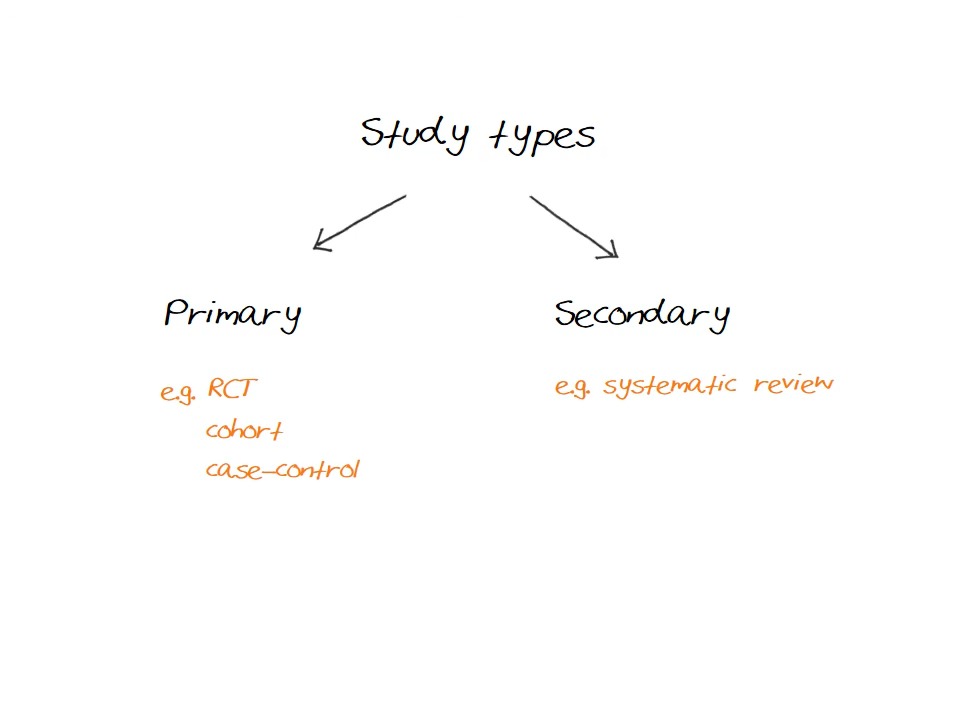 Study types
Primary
Secondary
e.g. RCT
cohort
case-control
e.g. systematic review